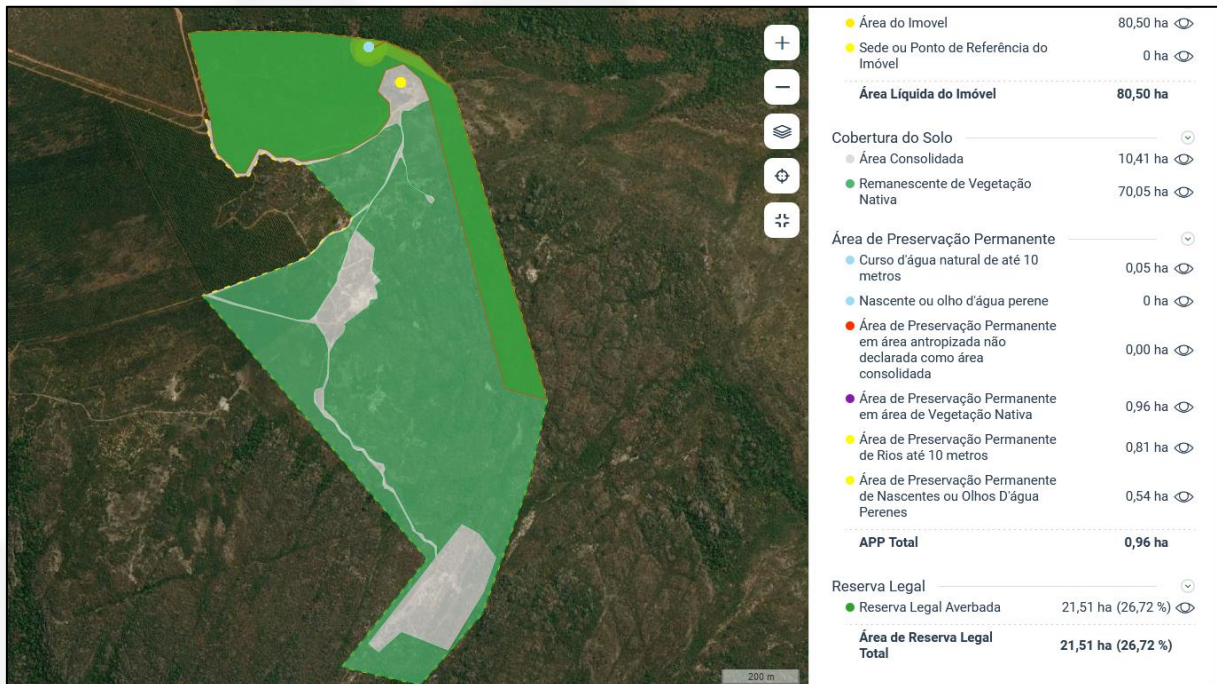 Área do Imovel 80,50 ha
Sede ou Ponto de Referência do
Imóvel 0 ha
Área Líquida do Imóvel 80,50 ha
Cobertura do Solo
Área Consolidada 10,41 ha
Remanescente de Vegetação
Nativa 70,05 ha
Área de Preservação Permanente
Curso d'água natural de até 10
metros 0,05 ha
Nascente ou olho d'água perene 0 ha
Área de Preservação Permanente
em área antropizada não
declarada como área
consolidada 0,00 ha
Área de Preservação Permanente
em área de Vegetação Nativa 0,96 ha
Área de Preservação Permanente
de Rios até 10 metros 0,81 ha
Área de Preservação Permanente
de Nascentes ou Olhos D'água
Perenes 0,54 ha
APP Total 0,96 ha
Reserva Legal
Reserva Legal Averbada 21,51 ha (26,72 %)
Área de Reserva Legal
Total 21,51 ha (26,72 %)
200 m